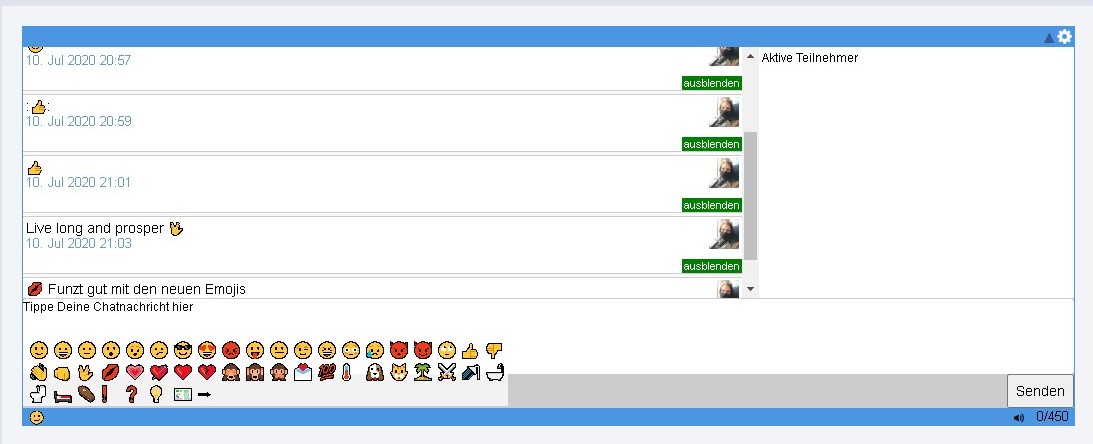 10. Jul 2020 20:57
Aktive Teilnehmer
ausblenden
:👍:
10. Jul 2020 20:59
ausblenden
👍
10. Jul 2020 21:01
ausblenden
Live long and prosper 🖖
10. Jul 2020 21:03
ausblenden
💋 Funzt gut mit den neuen Emojis
Tippe Deine Chatnachricht hier
Senden
0/450